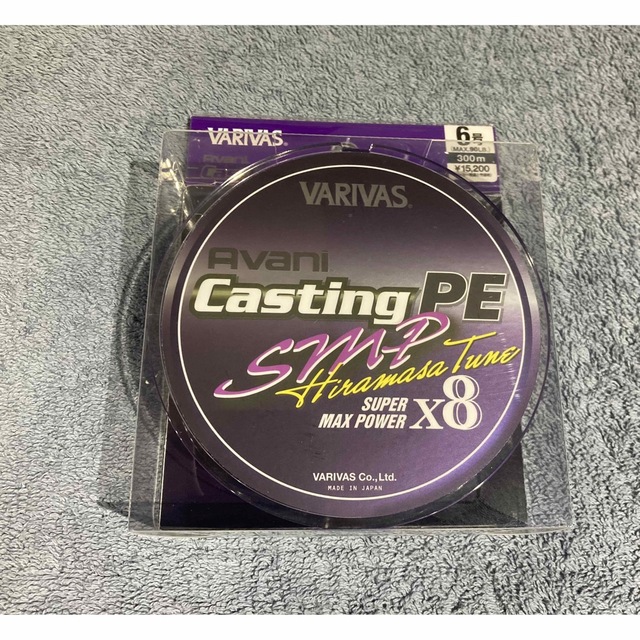 VARIVAS
6号
MAX.90LB
300m
¥15,200
Avani
VARIVAS
Avani
Casting PE
SMP
Hiramasa Tune
SUPER
MAX POWER X8
VARIVAS Co.,Ltd.
MADE IN JAPAN